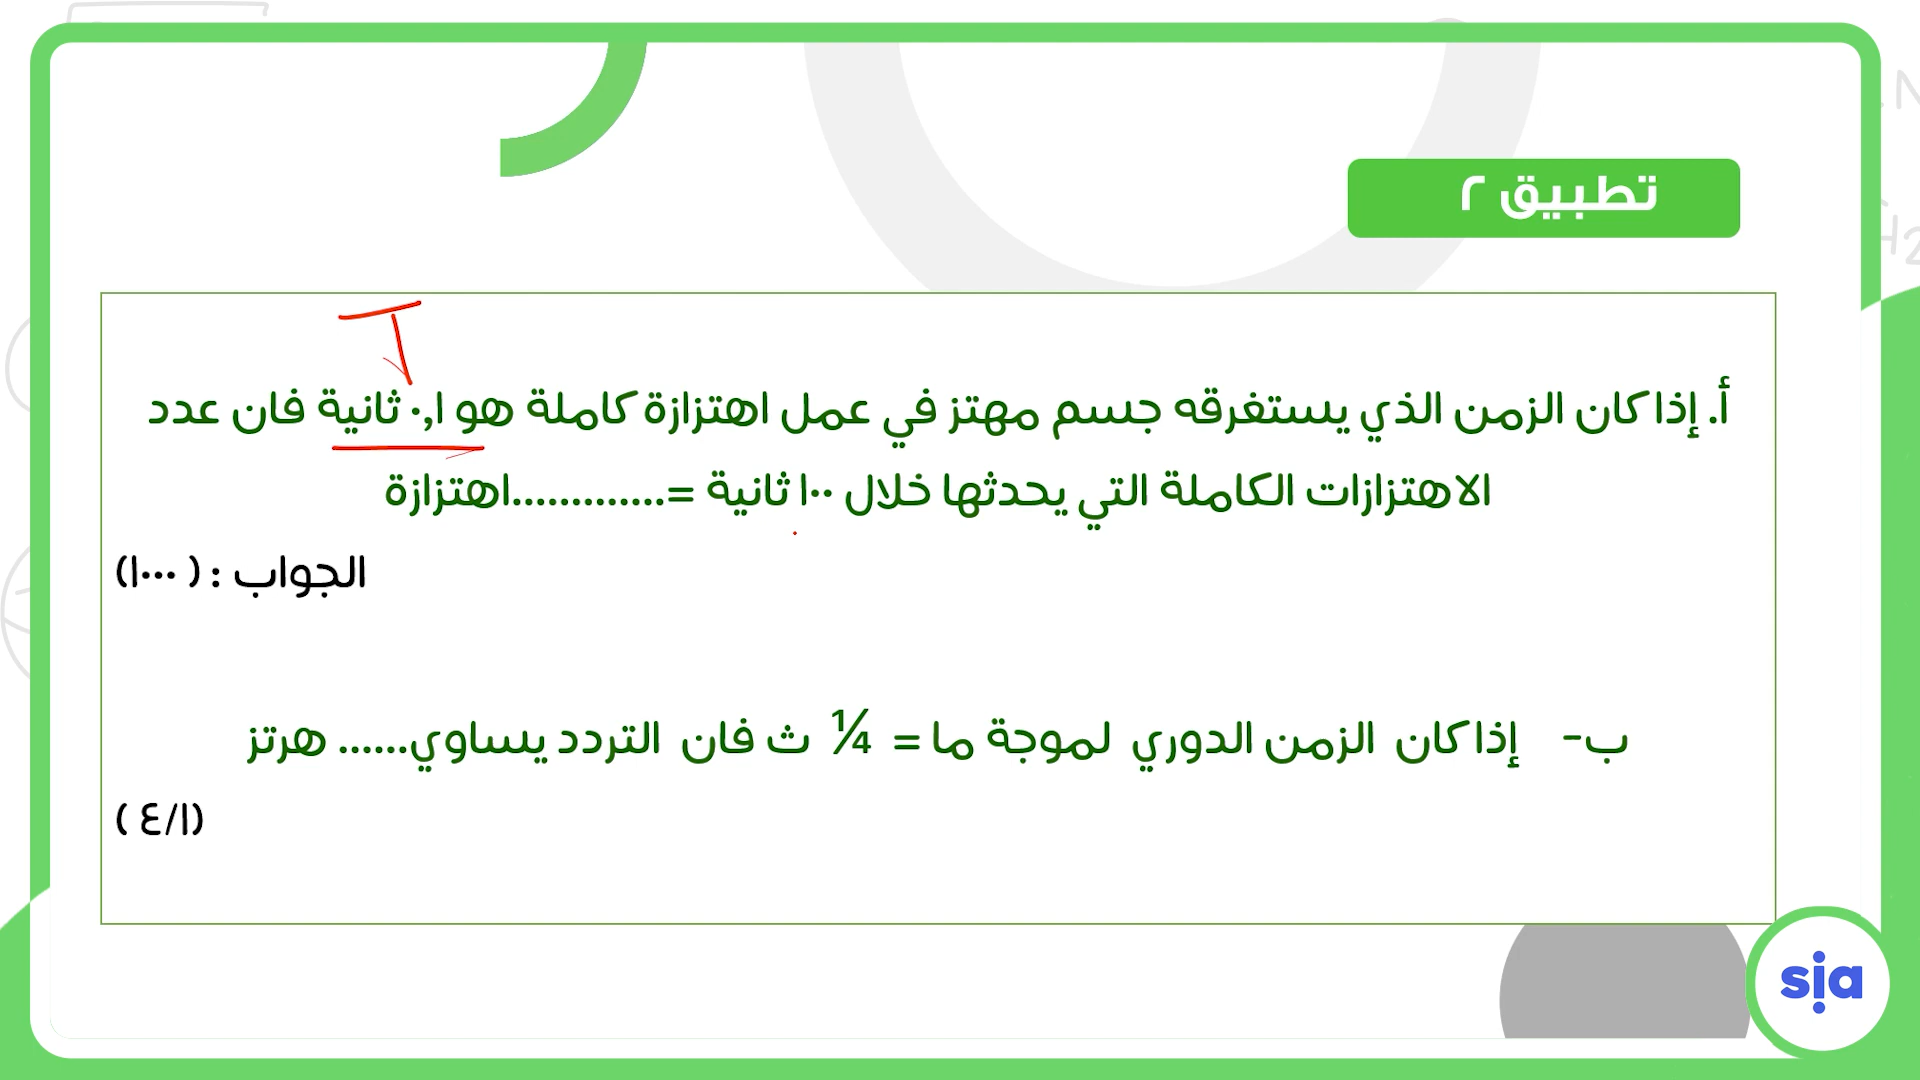 تطبيق ٢
T
أ. إذا كان الزمن الذي يستغرقه جسم مهتز في عمل اهتزازة كاملة هو ٠,١ ثانية فان عدد
الاهتزازات الكاملة التي يحدثها خلال ١٠٠ ثانية =.............اهتزازة
الجواب : ( ١٠٠٠)
ب- إذا كان الزمن الدوري لموجة ما = ¼ ث فان التردد يساوي...... هرتز
(٤/١ )
sia